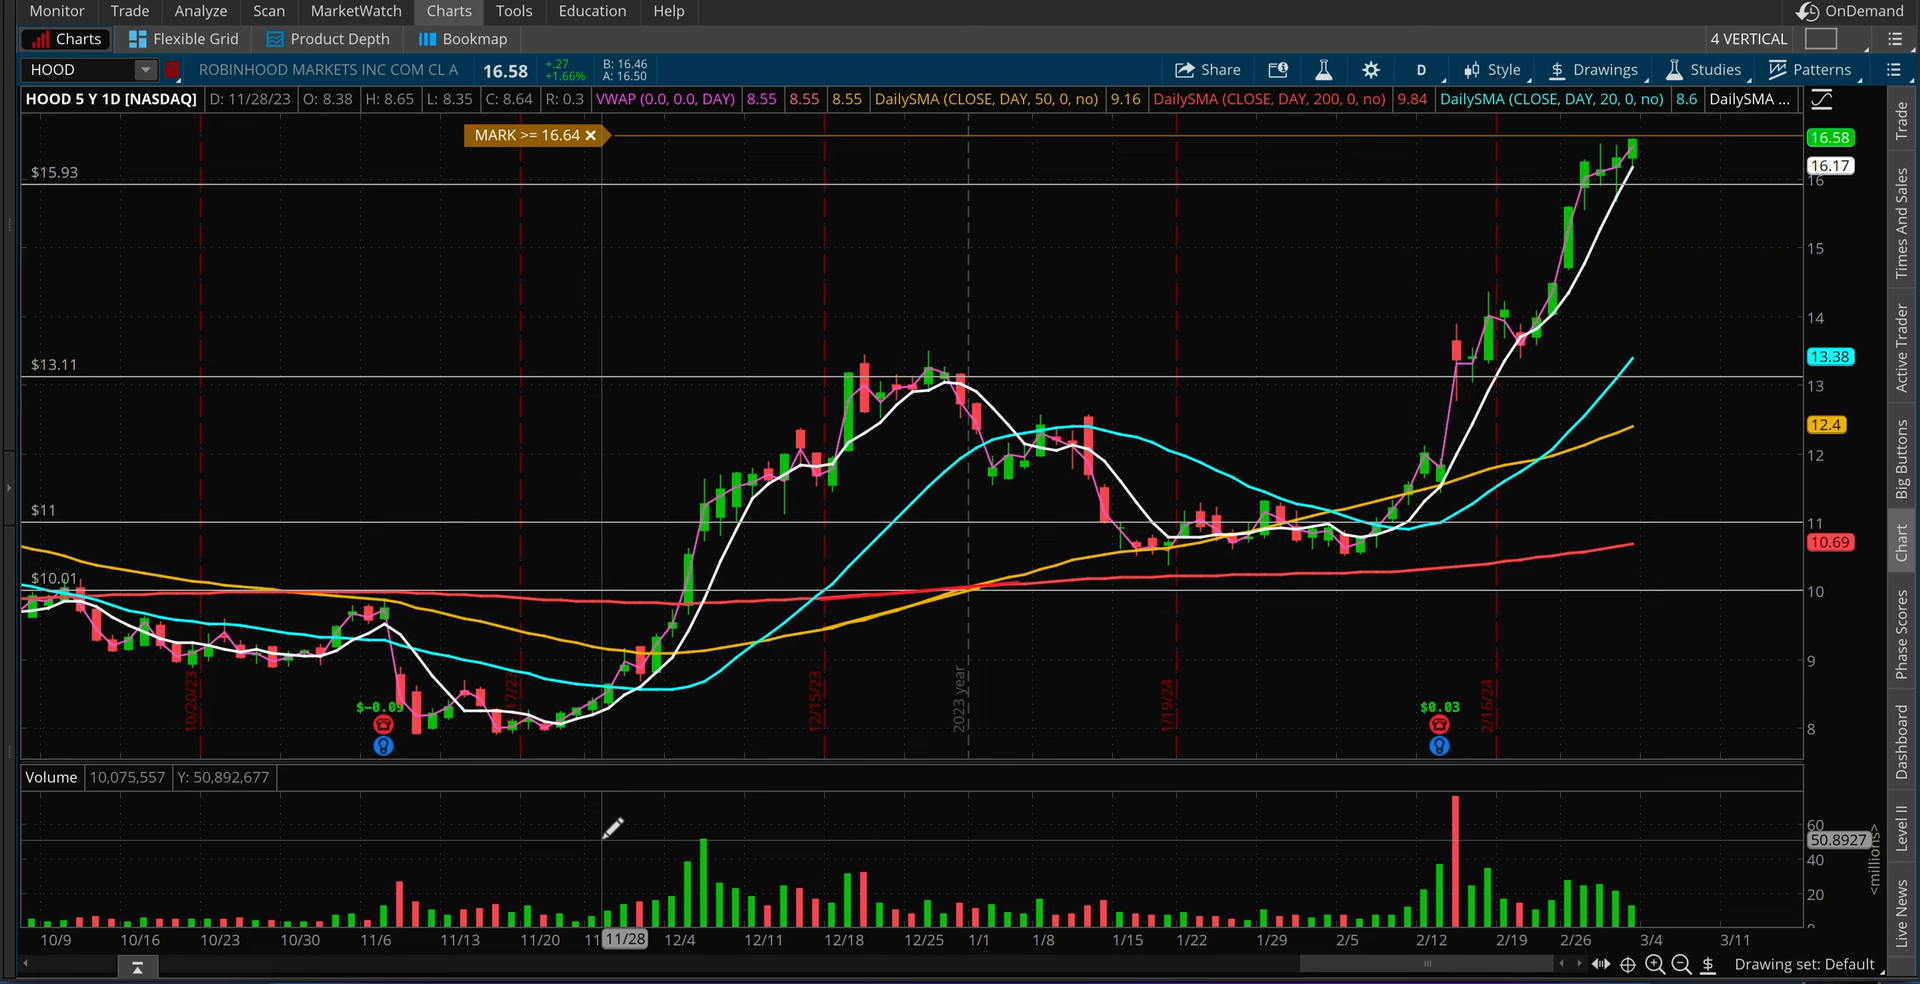 Monitor Trade Analyze Scan MarketWatch Charts Tools Education Help OnDemand
Charts Flexible Grid Product Depth Bookmap 4 VERTICAL
HOOD ROBINHOOD MARKETS INC COM CL A 16.58 +.27 +1.66% B: 16.46 A: 16.50 Share D Style Drawings Studies Patterns
HOOD 5 Y 1D [NASDAQ] D: 11/28/23 O: 8.38 H: 8.65 L: 8.35 C: 8.64 R: 0.3 VWAP (0.0, 0.0, DAY) 8.55 8.55 8.55 DailySMA (CLOSE, DAY, 50, 0, no) 9.16 DailySMA (CLOSE, DAY, 200, 0, no) 9.84 DailySMA (CLOSE, DAY, 20, 0, no) 8.6 DailySMA ...
MARK >= 16.64
16.58
16.17
$15.93
16
15
14
13.38
$13.11
13
12.4
12
$11
11
10.69
$10.01
10
9
8
10/20/23
17/23
12/15/23
2023 year
1/19/24
2/16/24
$-0.09
$0.03
Volume 10,075,557 Y: 50,892,677
60
50.8927
40
20
0
<millions>
10/9 10/16 10/23 10/30 11/6 11/13 11/20 11 11/28 12/4 12/11 12/18 12/25 1/1 1/8 1/15 1/22 1/29 2/5 2/12 2/19 2/26 3/4 3/11
Drawing set: Default
Trade
Times And Sales
Active Trader
Big Buttons
Chart
Phase Scores
Dashboard
Level II
Live News